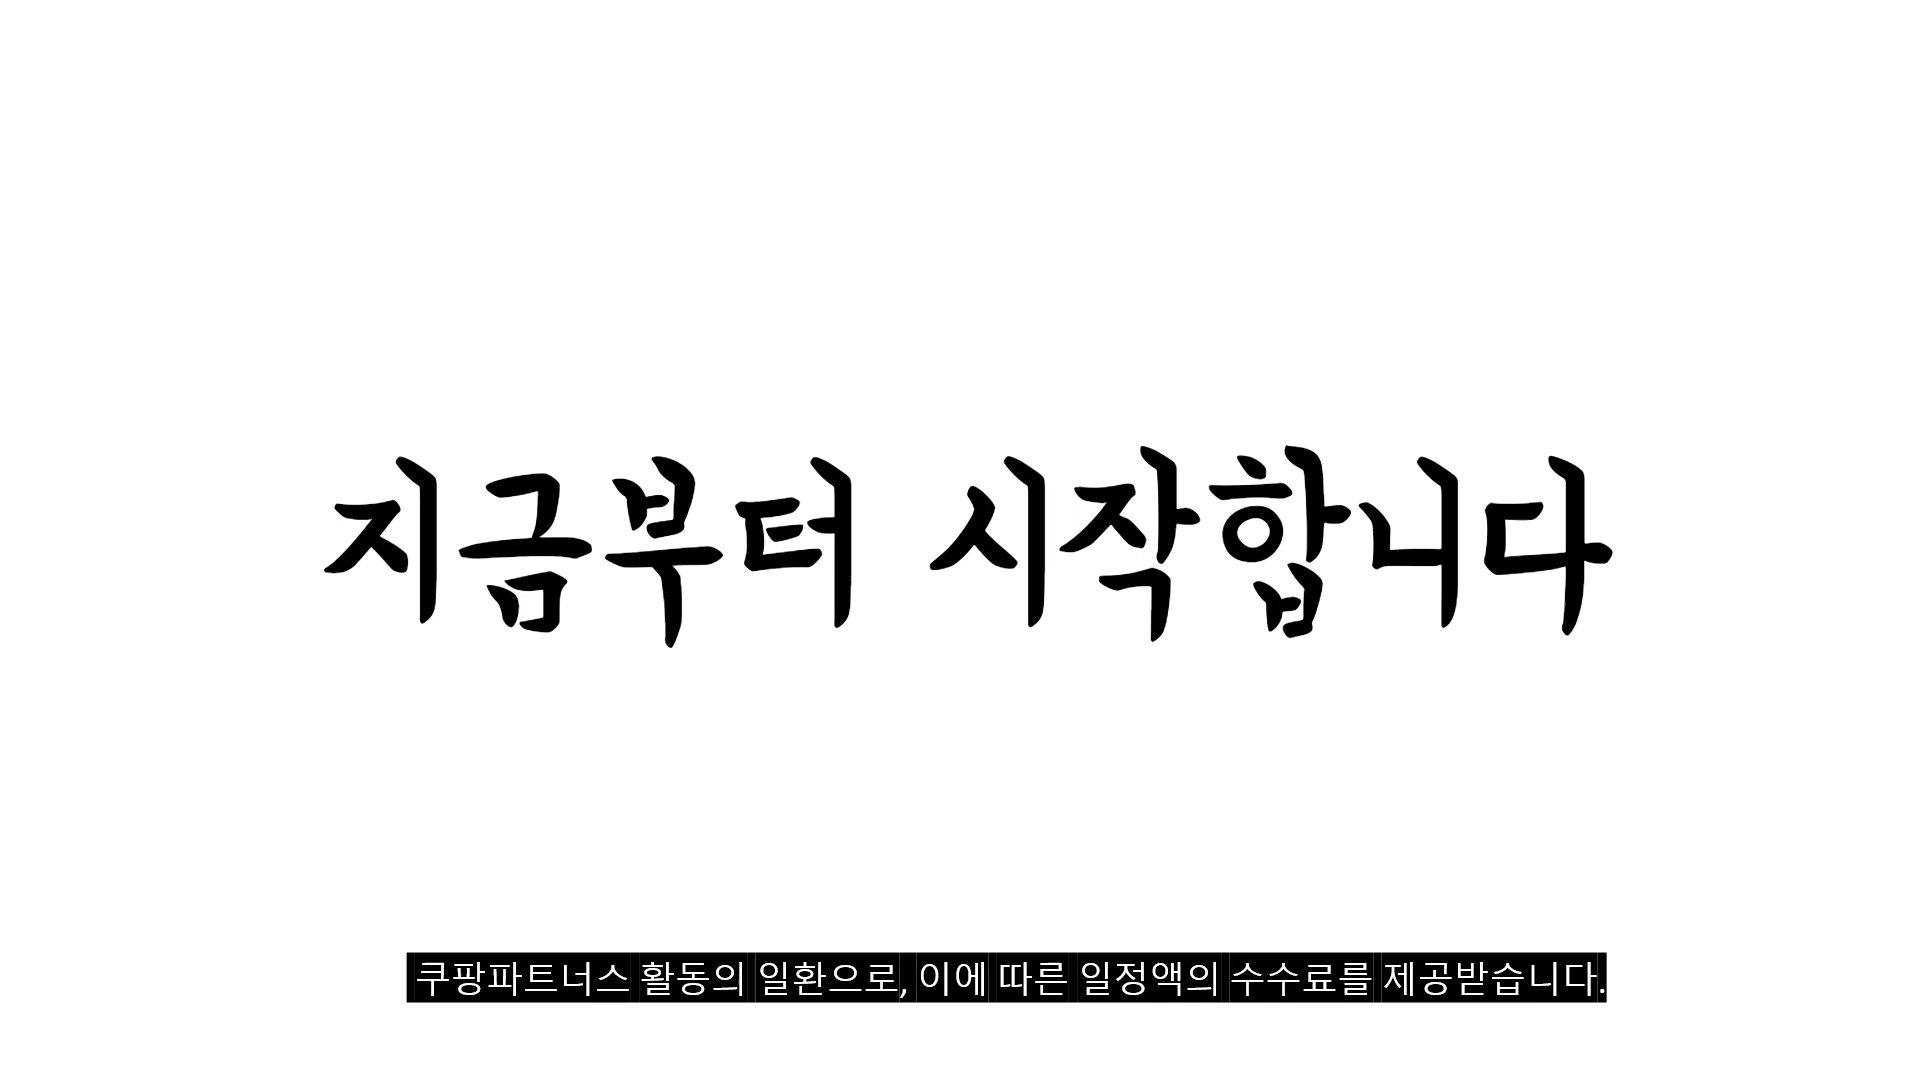 지금부터 시작합니다
쿠팡파트너스 활동의 일환으로, 이에 따른 일정액의 수수료를 제공받습니다.